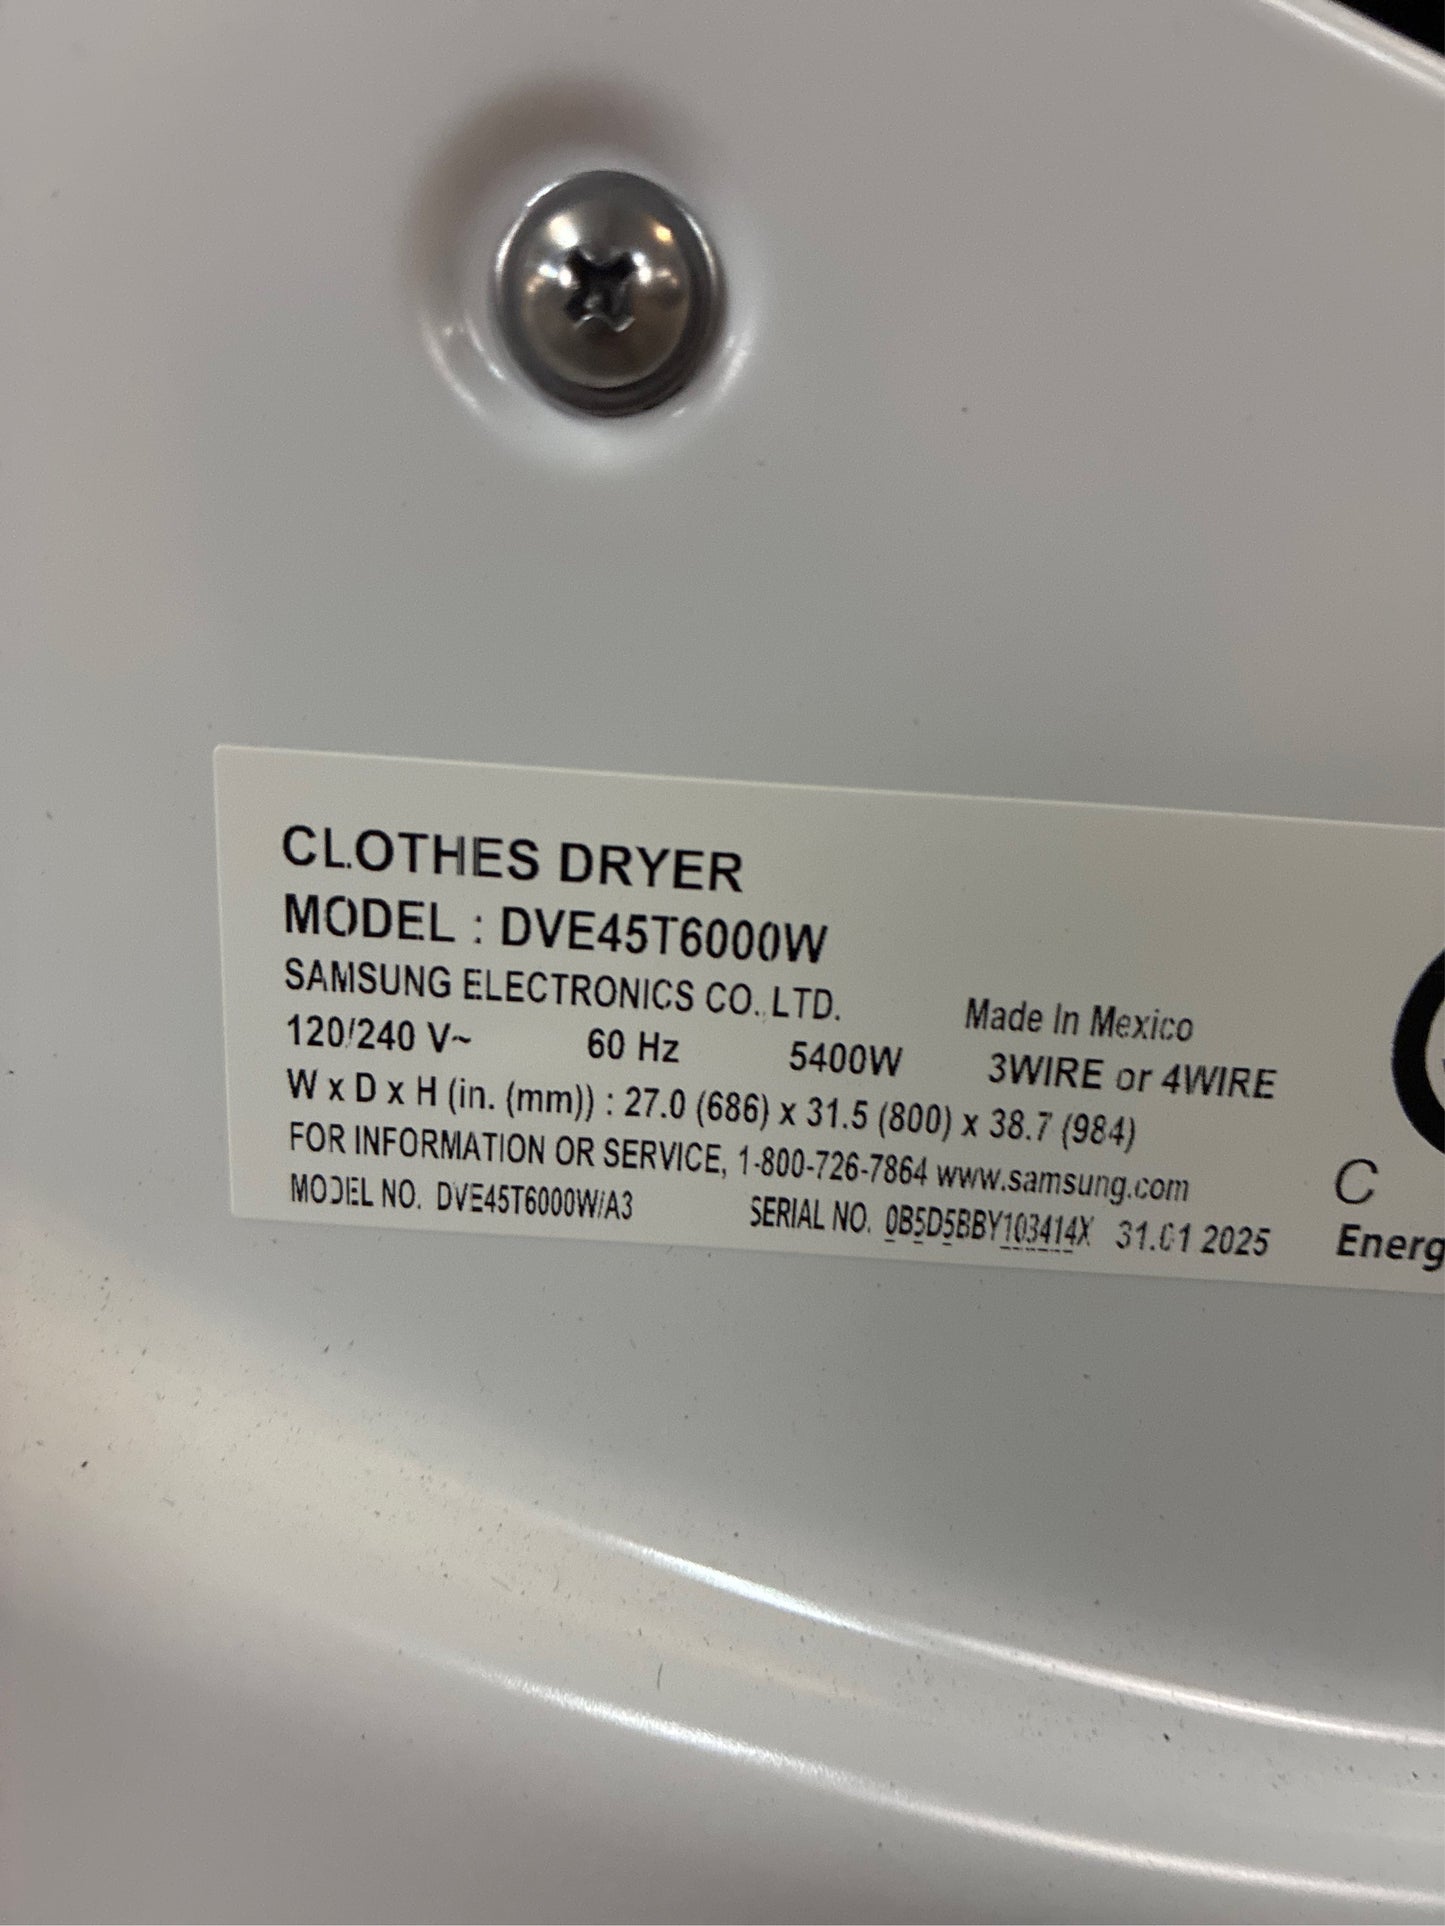 CLOTHES DRYER
MODEL : DVE45T6000W
SAMSUNG ELECTRONICS CO., LTD. Made In Mexico
120/240 V~ 60 Hz 5400W 3WIRE or 4WIRE
W x D x H (in. (mm)) : 27.0 (686) x 31.5 (800) x 38.7 (984)
FOR INFORMATION OR SERVICE, 1-800-726-7864 www.samsung.com
MODEL NO. DVE45T6000W/A3 SERIAL NO. 0B5D5BBY103414X 31.01 2025
C
Energ